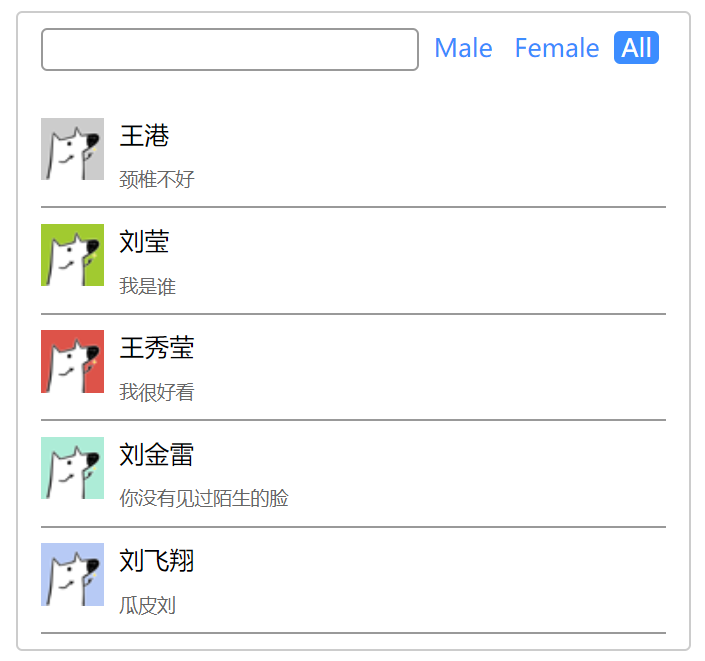 Male Female All
王港
颈椎不好
刘莹
我是谁
王秀莹
我很好看
刘金雷
你没有见过陌生的脸
刘飞翔
瓜皮刘